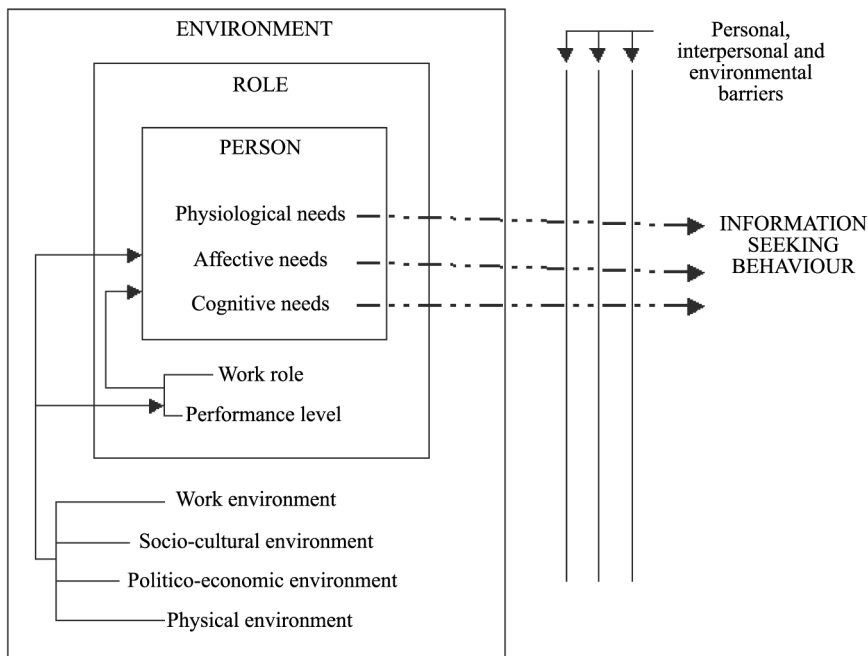 ENVIRONMENT
ROLE
PERSON
Physiological needs
Affective needs
Cognitive needs
Work role
Performance level
Work environment
Socio-cultural environment
Politico-economic environment
Physical environment
Personal,
interpersonal and
environmental
barriers
INFORMATION
SEEKING
BEHAVIOUR